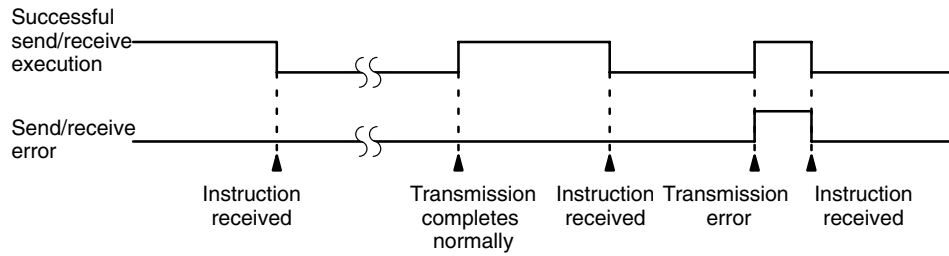 Successful
send/receive
execution
Send/receive
error
Instruction
received
Transmission
completes
normally
Instruction
received
Transmission
error
Instruction
received